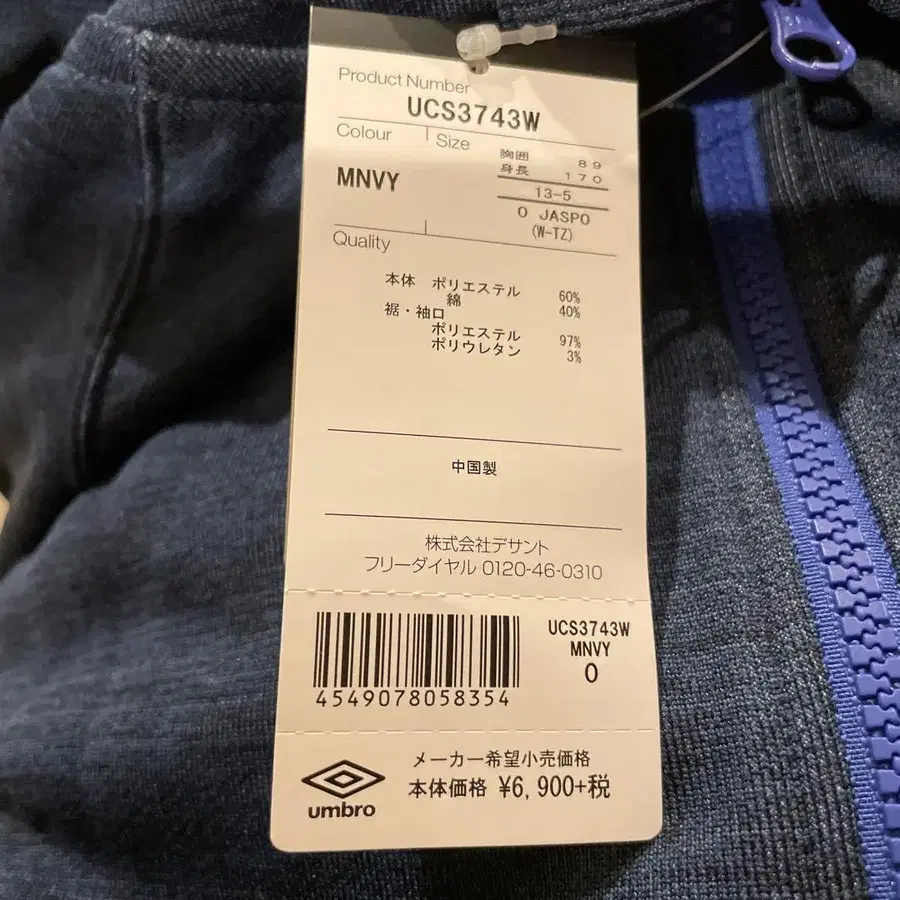 Product Number
UCS3743W
Colour
Size
MNVY
胸囲 89
身長 170
13-5
O JASPO
(W-TZ)
Quality
本体 ポリエステル 60%
綿 40%
裾・袖口
ポリエステル 97%
ポリウレタン 3%
中国製
株式会社デサント
フリーダイヤル 0120-46-0310
UCS3743W
MNVY
O
4549078058354
メーカー希望小売価格
本体価格 ¥6,900+税
umbro